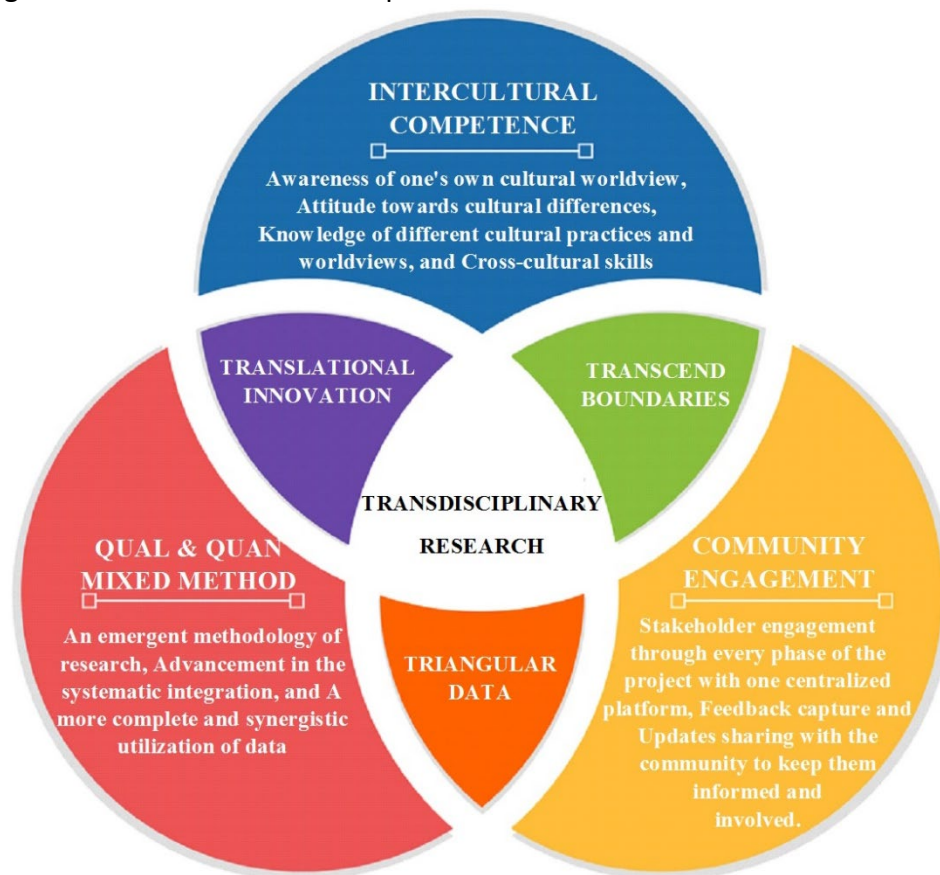 INTERCULTURAL
COMPETENCE
Awareness of one's own cultural worldview,
Attitude towards cultural differences,
Knowledge of different cultural practices and
worldviews, and Cross-cultural skills
TRANSLATIONAL
INNOVATION
TRANSCEND
BOUNDARIES
TRANSDISCIPLINARY
RESEARCH
QUAL & QUAN
MIXED METHOD
An emergent methodology of
research, Advancement in the
systematic integration, and A
more complete and synergistic
utilization of data
TRIANGULAR
DATA
COMMUNITY
ENGAGEMENT
Stakeholder engagement
through every phase of the
project with one centralized
platform, Feedback capture and
Updates sharing with the
community to keep them
informed and
involved.